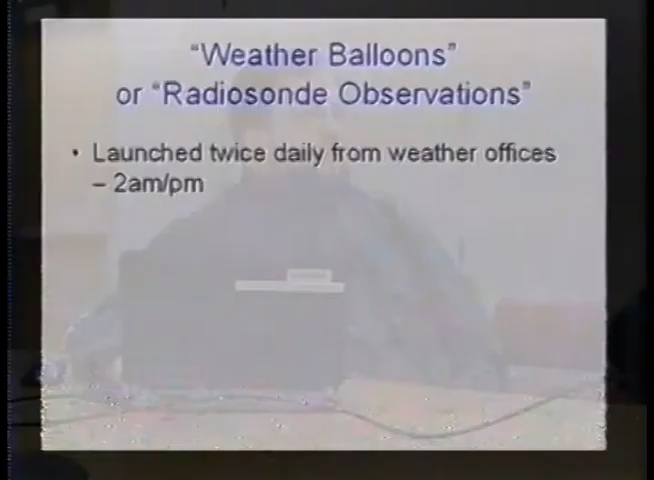 "Weather Balloons"
or "Radiosonde Observations"
• Launched twice daily from weather offices
– 2am/pm